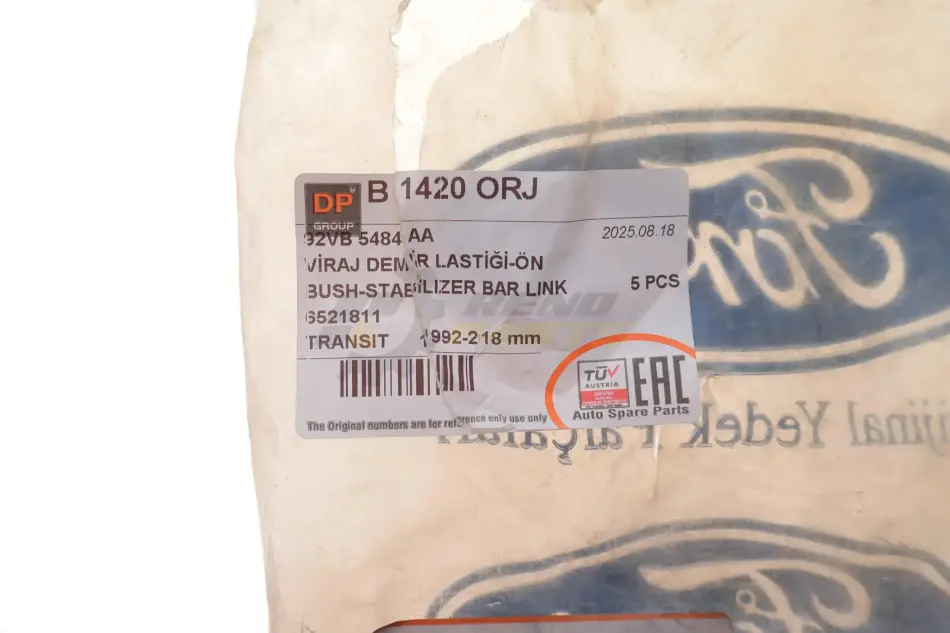 DP GROUP
B 1420 ORJ
92VB 5484 AA
2025.08.18
VİRAJ DEMİR LASTİĞİ-ÖN
BUSH-STABILIZER BAR LINK
5 PCS
6521811
TRANSIT 1992-218 mm
TÜV
AUSTRIA
EAC
Auto Spare Parts
The Original numbers are for reference only use only
Ford
Yedek Parçaları
Ford